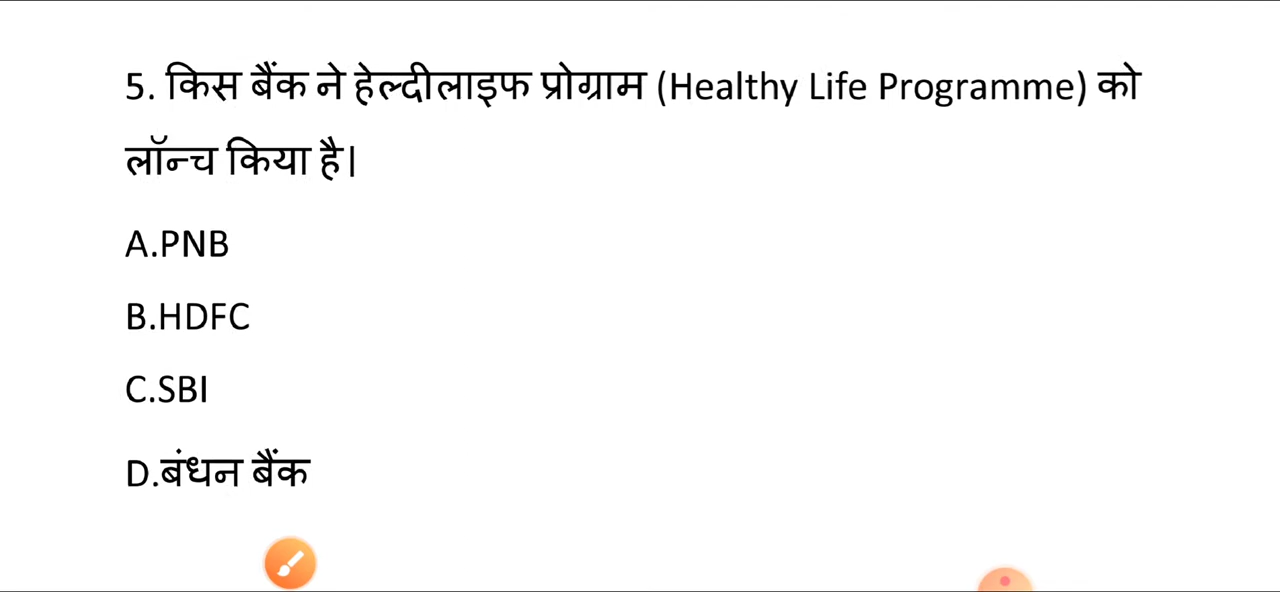 5. किस बैंक ने हेल्दीलाइफ प्रोग्राम (Healthy Life Programme) को
लॉन्च किया है।
A.PNB
B.HDFC
C.SBI
D.बंधन बैंक